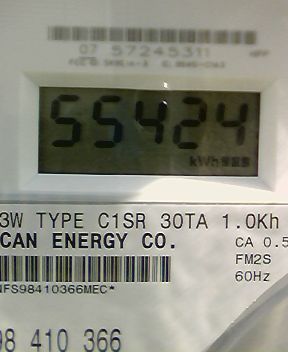 07 57245311
55424
kWh
3W TYPE C1SR 30TA 1.0Kh
CAN ENERGY CO.
CA 0.5
FM2S
60Hz
NFS98410366MEC*
98 410 366